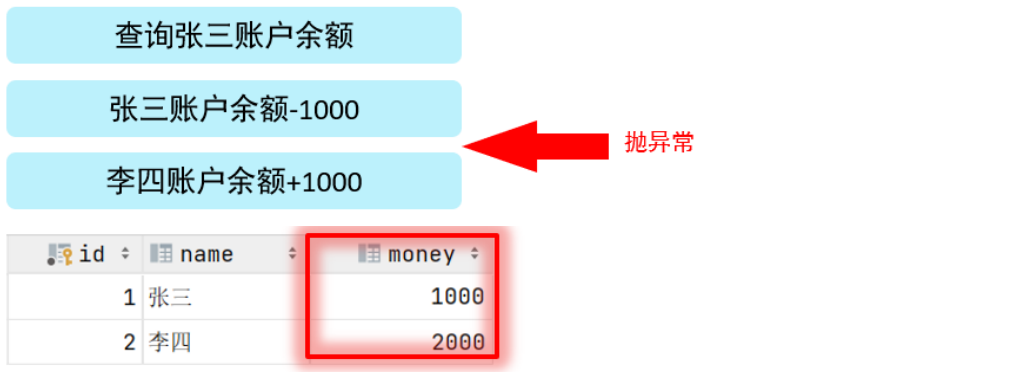 查询张三账户余额
张三账户余额-1000
抛异常
李四账户余额+1000
id name money
1 张三 1000
2 李四 2000